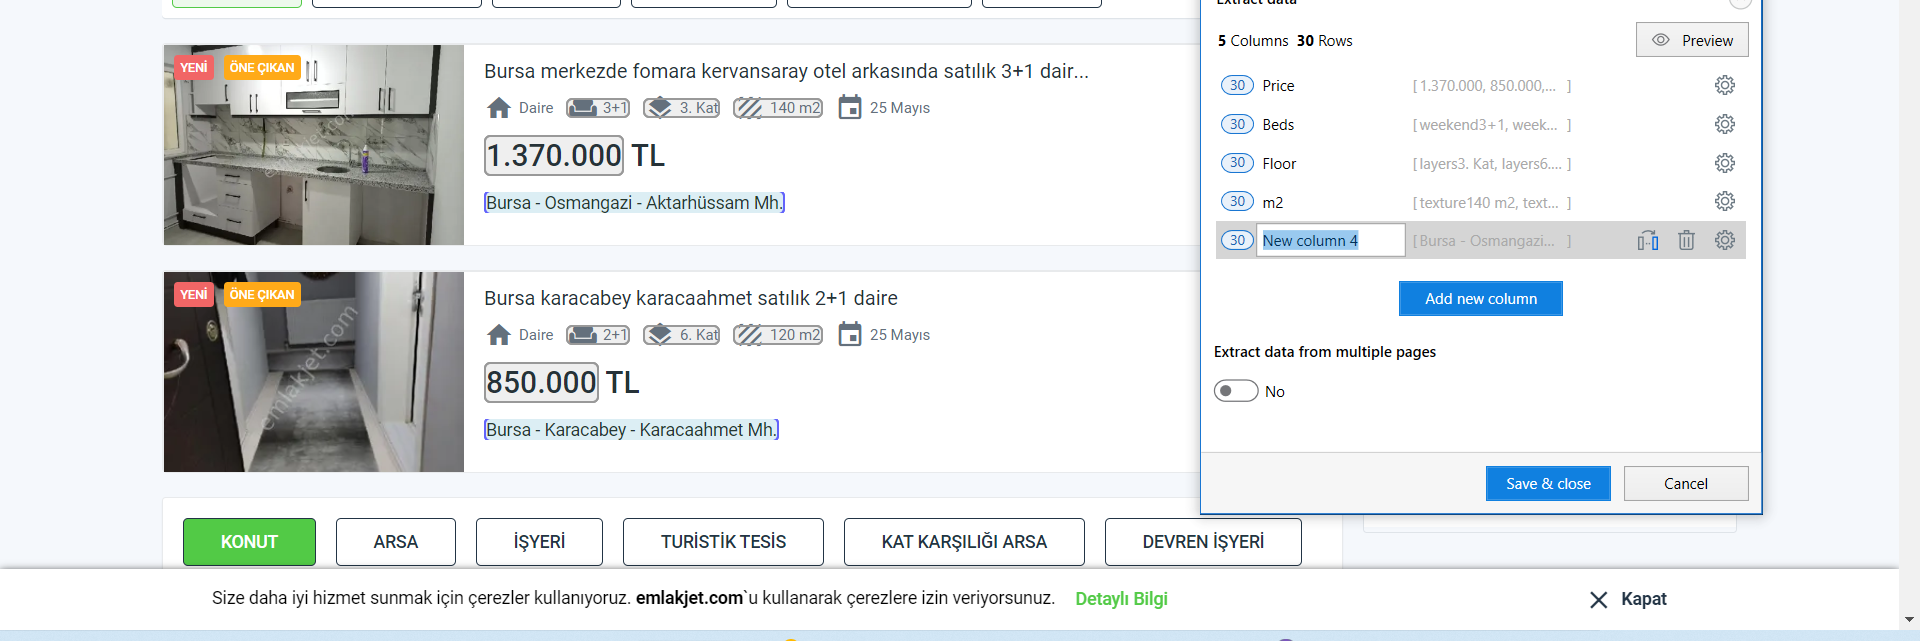 Extract data
5 Columns 30 Rows
Preview
30 Price [1.370.000, 850.000,... ]
30 Beds [weekend3+1, week... ]
30 Floor [layers3. Kat, layers6.... ]
30 m2 [texture140 m2, text... ]
30 New column 4 [Bursa - Osmangazi... ]
Add new column
Extract data from multiple pages
No
Save & close Cancel
YENİ ÖNE ÇIKAN
emlakjet.com
Bursa merkezde fomara kervansaray otel arkasında satılık 3+1 dair...
Daire 3+1 3. Kat 140 m2 25 Mayıs
1.370.000 TL
Bursa - Osmangazi - Aktarhüssam Mh.
YENİ ÖNE ÇIKAN
emlakjet.com
Bursa karacabey karacaahmet satılık 2+1 daire
Daire 2+1 6. Kat 120 m2 25 Mayıs
850.000 TL
Bursa - Karacabey - Karacaahmet Mh.
KONUT ARSA İŞYERİ TURİSTİK TESİS KAT KARŞILIĞI ARSA DEVREN İŞYERİ
Size daha iyi hizmet sunmak için çerezler kullanıyoruz. emlakjet.com`u kullanarak çerezlere izin veriyorsunuz. Detaylı Bilgi Kapat